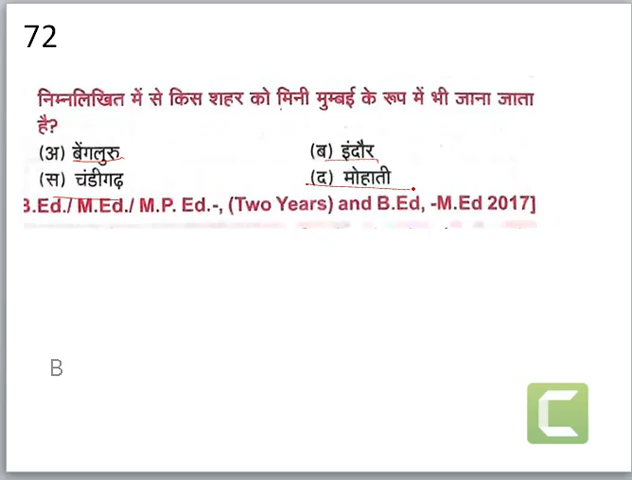 72
निम्नलिखित में से किस शहर को मिनी मुम्बई के रूप में भी जाना जाता
है?
(अ) बेंगलुरु (ब) इंदौर
(स) चंडीगढ़ (द) मोहाती
B.Ed./ M.Ed./ M.P. Ed.-, (Two Years) and B.Ed, -M.Ed 2017]
B